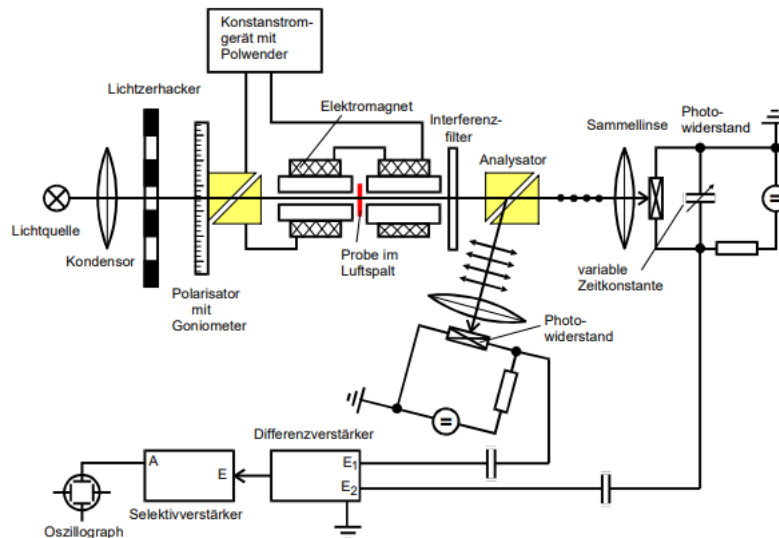 Konstanstrom-
gerät mit
Polwender
Lichtzerhacker
Elektromagnet
Interferenz-
filter
Sammellinse
Photo-
widerstand
Analysator
Lichtquelle
Kondensor
Probe im
Luftspalt
variable
Zeitkonstante
Polarisator
mit
Goniometer
Photo-
widerstand
=
=
Differenzverstärker
A
E
E1
E2
Selektivverstärker
Oszillograph